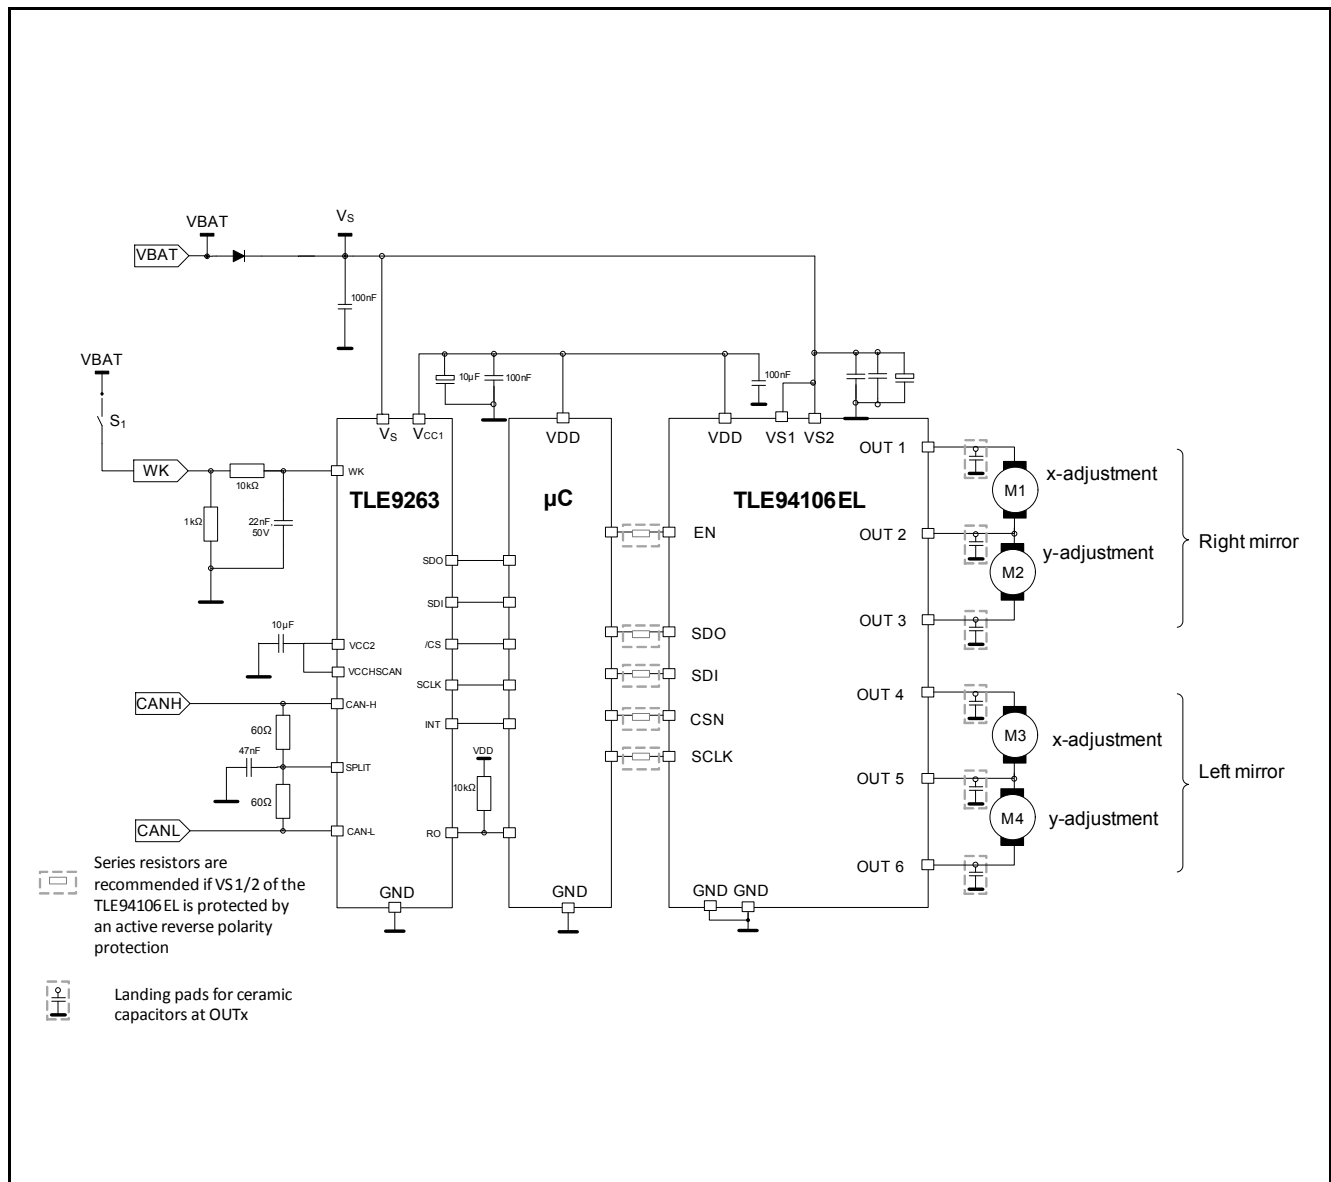 VBAT
VS
VBAT
100nF
VBAT
S1
10µF
100nF
100nF
VS
VCC1
VDD
VDD
VS1
VS2
OUT 1
WK
10kΩ
WK
TLE9263
µC
TLE94106EL
M1
x-adjustment
1kΩ
22nF,
50V
EN
OUT 2
y-adjustment
Right mirror
SDO
M2
SDI
OUT 3
SDO
10µF
VCC2
/CS
VCCHSCAN
SDI
SCLK
OUT 4
CANH
CAN-H
CSN
INT
60Ω
M3
x-adjustment
47nF
VDD
SCLK
SPLIT
OUT 5
Left mirror
60Ω
10kΩ
M4
y-adjustment
CANL
CAN-L
RO
OUT 6
Series resistors are
recommended if VS1/2 of the
TLE94106EL is protected by
an active reverse polarity
protection
GND
GND
GND
GND
Landing pads for ceramic
capacitors at OUTx